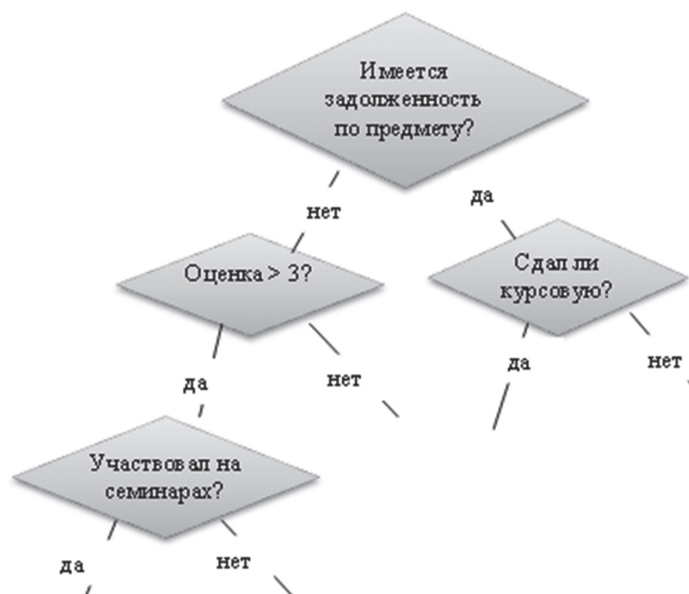 Имеется
задолженность
по предмету?
нет
да
Оценка > 3?
Сдал ли
курсовую?
да
нет
да
нет
Участвовал на
семинарах?
да
нет